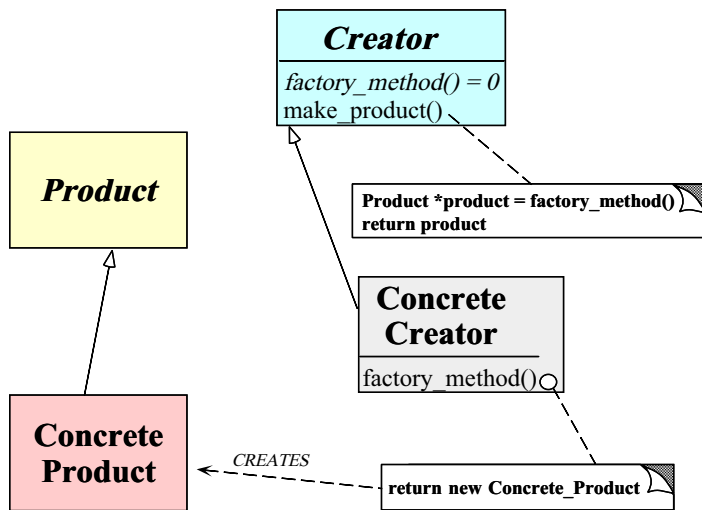 Creator
factory_method() = 0
make_product()
Product
Product *product = factory_method()
return product
Concrete
Creator
factory_method()
Concrete
Product
CREATES
return new Concrete_Product